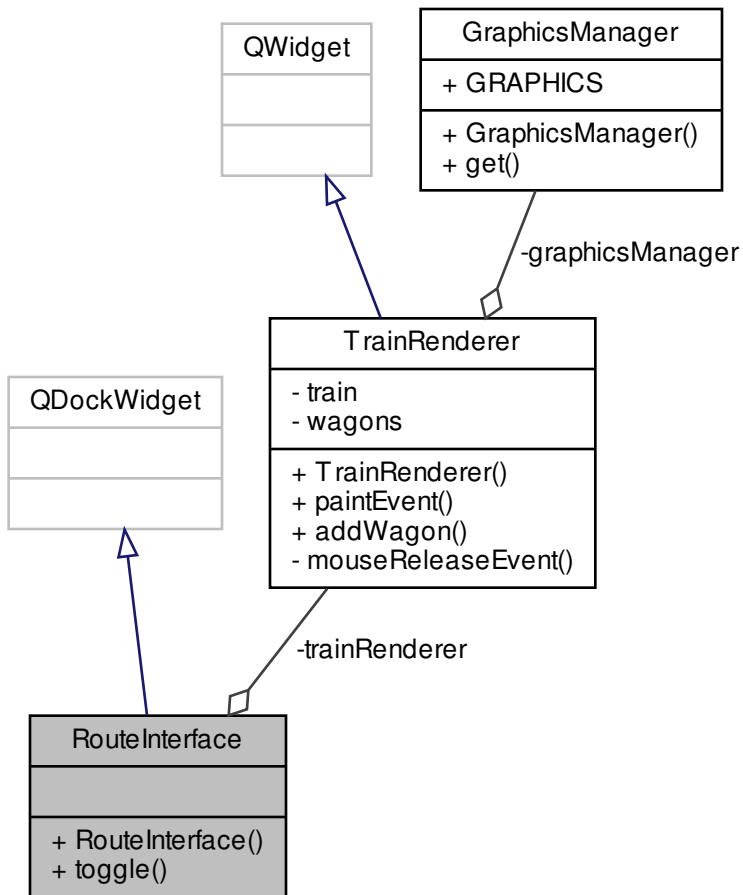 QWidget
GraphicsManager
+ GRAPHICS
+ GraphicsManager()
+ get()
-graphicsManager
TrainRenderer
- train
- wagons
+ TrainRenderer()
+ paintEvent()
+ addWagon()
- mouseReleaseEvent()
QDockWidget
-trainRenderer
RouteInterface
+ RouteInterface()
+ toggle()